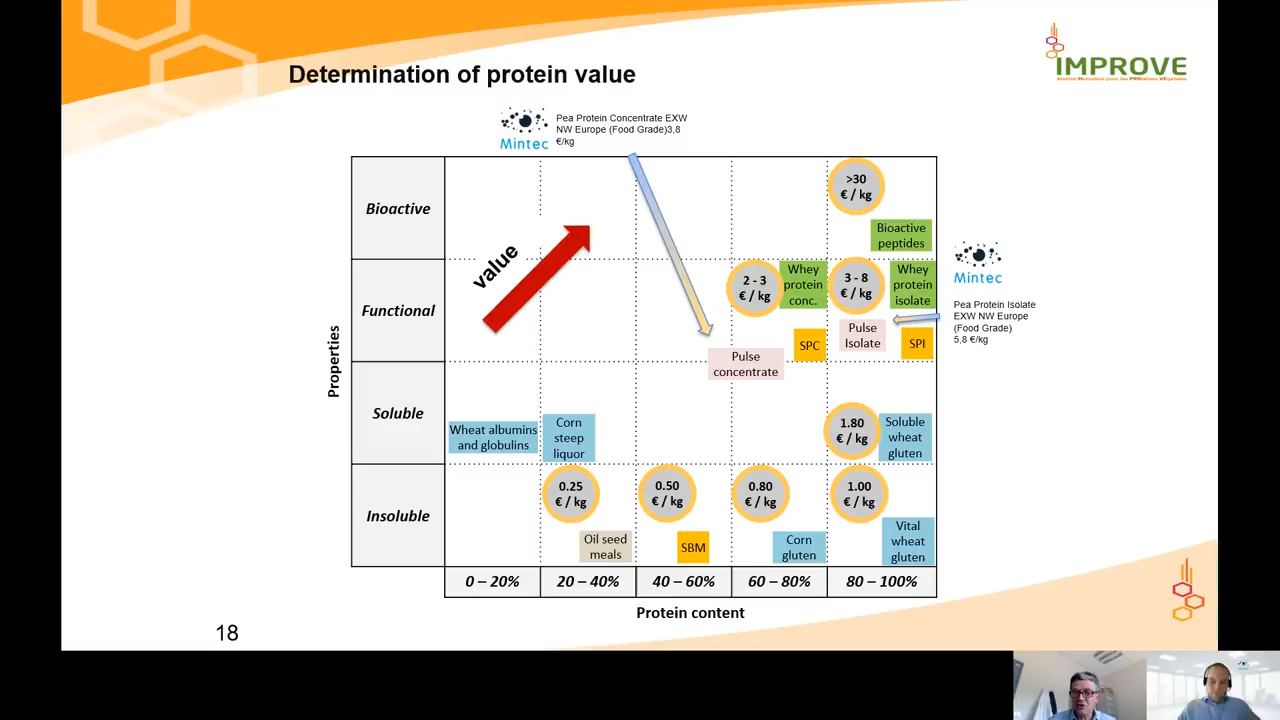 Determination of protein value
IMPROVE
Mintec
Pea Protein Concentrate EXW
NW Europe (Food Grade)3,8
€/kg
Properties
Bioactive
Functional
Soluble
Insoluble
value
>30
€ / kg
Bioactive
peptides
2 - 3
€ / kg
Whey
protein
conc.
3 - 8
€ / kg
Whey
protein
isolate
Pulse
concentrate
SPC
Pulse
Isolate
SPI
Mintec
Pea Protein Isolate
EXW NW Europe
(Food Grade)
5,8 €/kg
Wheat albumins
and globulins
Corn
steep
liquor
1.80
€ / kg
Soluble
wheat
gluten
0.25
€ / kg
Oil seed
meals
0.50
€ / kg
SBM
0.80
€ / kg
Corn
gluten
1.00
€ / kg
Vital
wheat
gluten
0 – 20%
20 – 40%
40 – 60%
60 – 80%
80 – 100%
Protein content
18